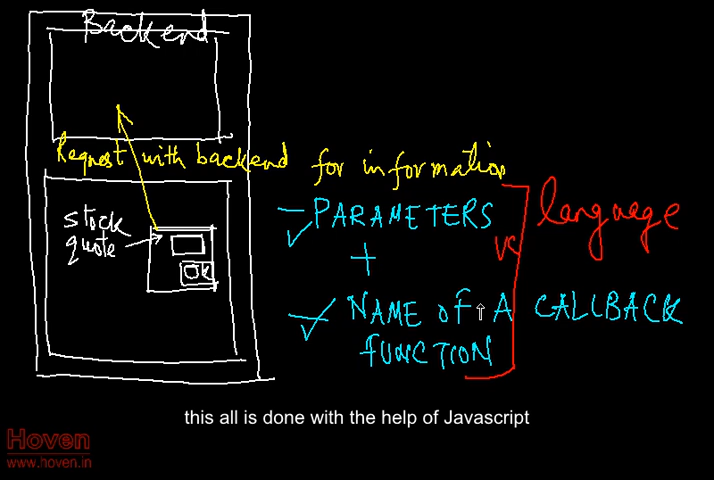 Backend
Request with backend for information
PARAMETERS
language
stock
quote
+
OK
NAME OF A CALLBACK
FUNCTION
this all is done with the help of Javascript
Hoven
www.hoven.in